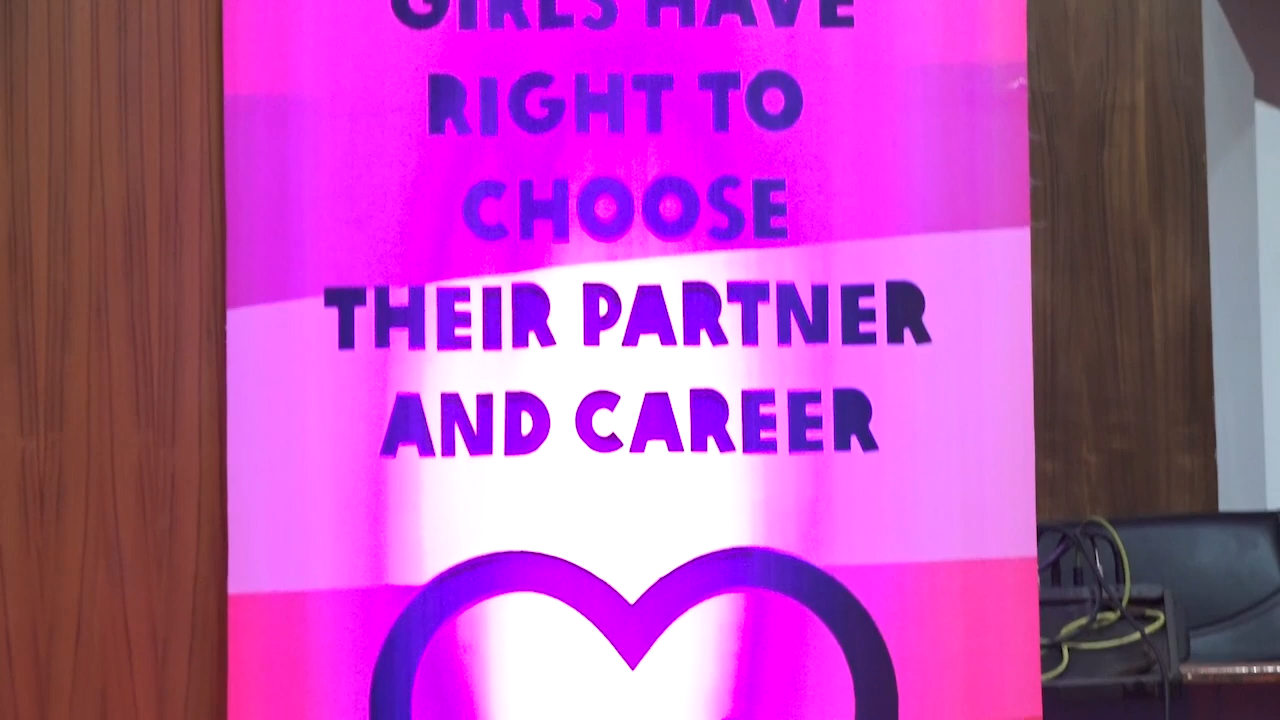 GIRLS HAVE
RIGHT TO
CHOOSE
THEIR PARTNER
AND CAREER